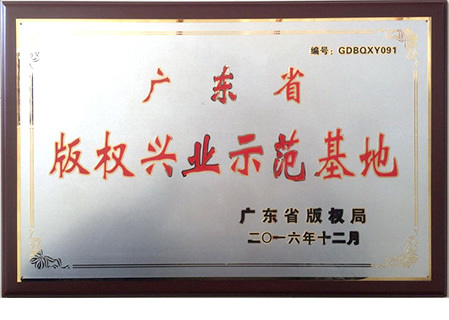 编号：GDBQXY091
广东省
版权兴业示范基地
广东省版权局
二〇一六年十二月